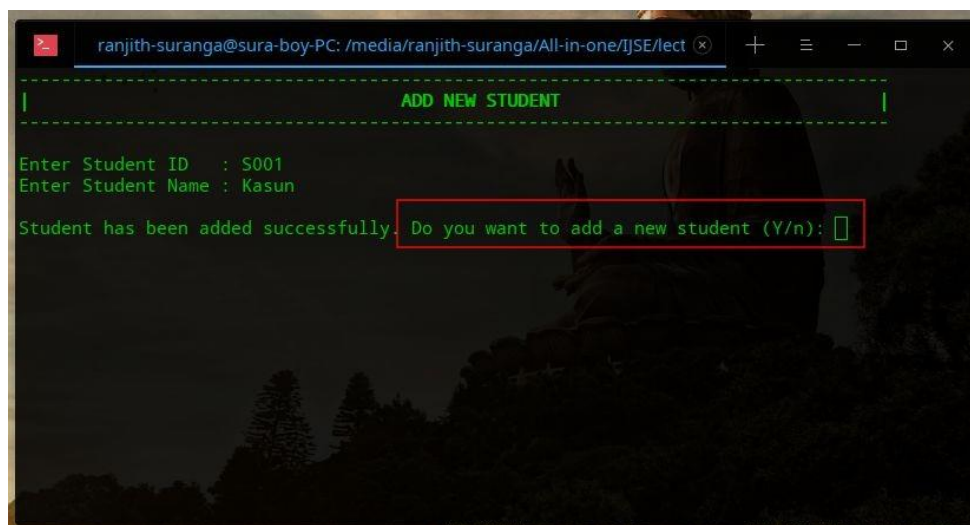 ranjith-suranga@sura-boy-PC: /media/ranjith-suranga/All-in-one/IJSE/lect
ADD NEW STUDENT
Enter Student ID : S001
Enter Student Name : Kasun
Student has been added successfully. Do you want to add a new student (Y/n):